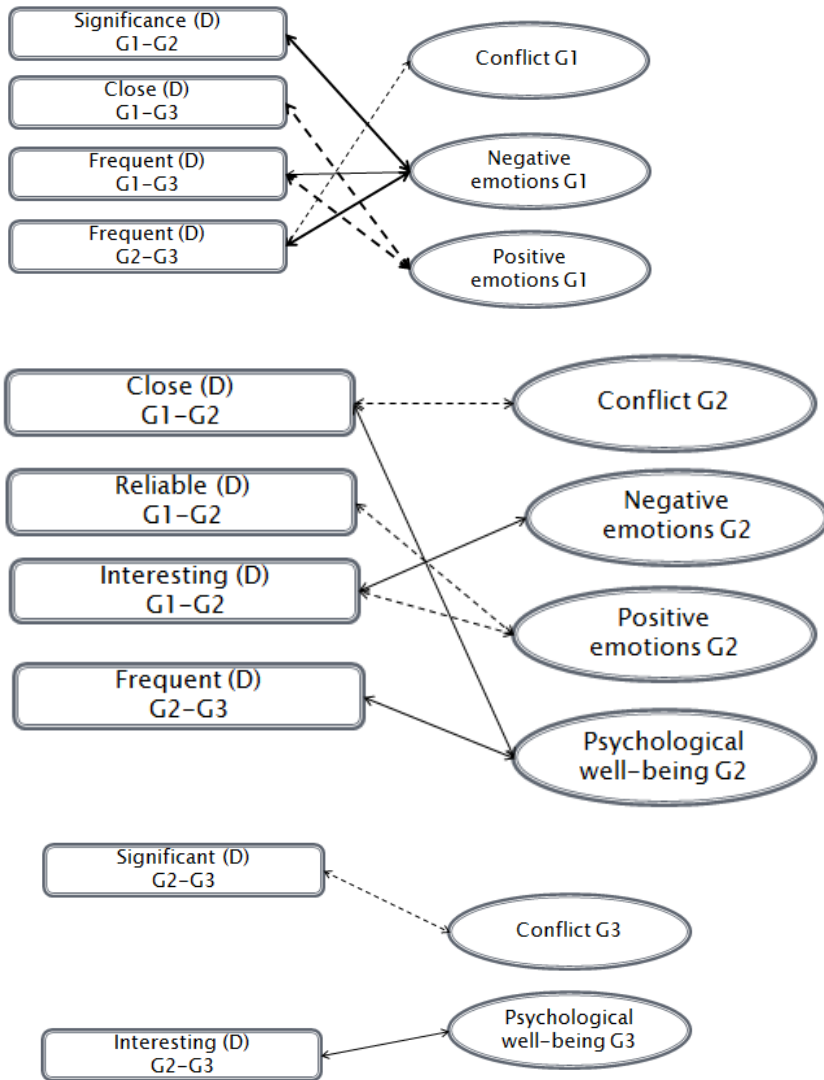 Significance (D)
G1–G2
Close (D)
G1–G3
Frequent (D)
G1–G3
Frequent (D)
G2–G3
Conflict G1
Negative
emotions G1
Positive
emotions G1
Close (D)
G1–G2
Reliable (D)
G1–G2
Interesting (D)
G1–G2
Frequent (D)
G2–G3
Conflict G2
Negative
emotions G2
Positive
emotions G2
Psychological
well–being G2
Significant (D)
G2–G3
Interesting (D)
G2–G3
Conflict G3
Psychological
well–being G3